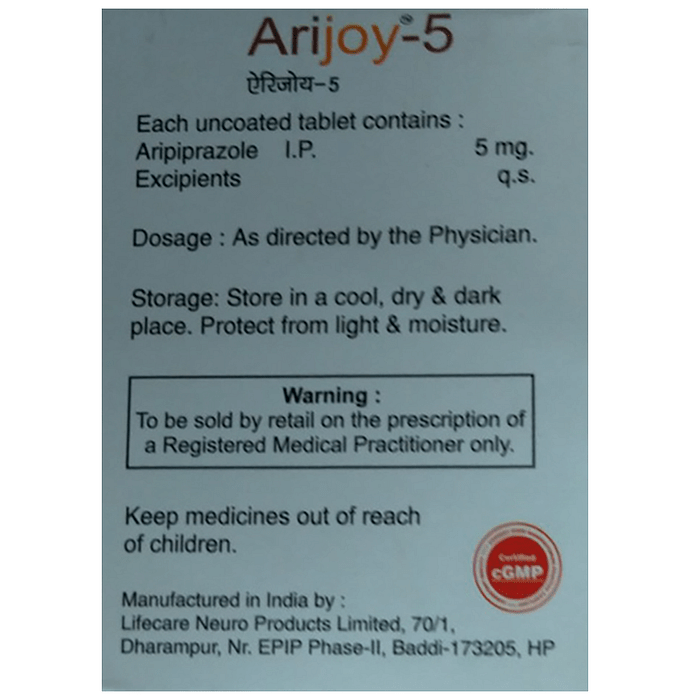 Arijoy®-5
ऐरिजोय-5
Each uncoated tablet contains :
Aripiprazole I.P. 5 mg.
Excipients q.s.
Dosage : As directed by the Physician.
Storage: Store in a cool, dry & dark
place. Protect from light & moisture.
Warning :
To be sold by retail on the prescription of
a Registered Medical Practitioner only.
Keep medicines out of reach
of children.
Certified
cGMP
Manufactured in India by :
Lifecare Neuro Products Limited, 70/1,
Dharampur, Nr. EPIP Phase-II, Baddi-173205, HP